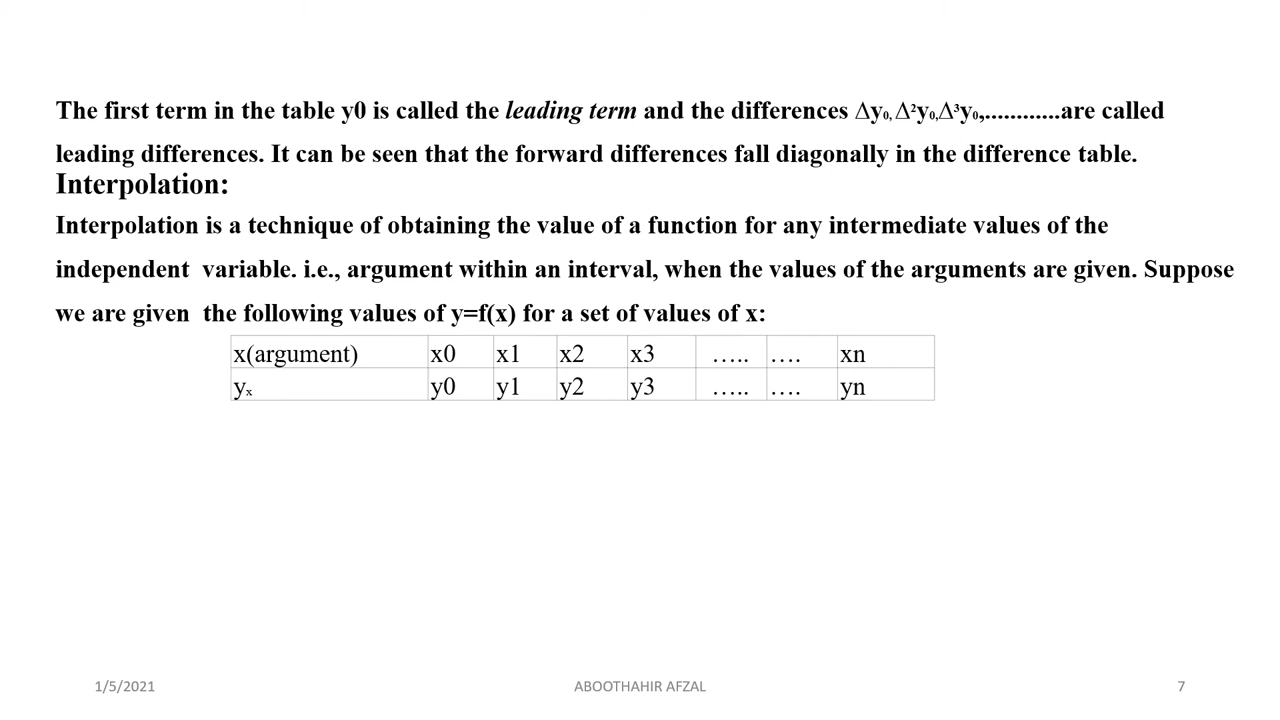 The first term in the table y0 is called the leading term and the differences ∆y₀, ∆²y₀,∆³y₀,............are called
leading differences. It can be seen that the forward differences fall diagonally in the difference table.
Interpolation:
Interpolation is a technique of obtaining the value of a function for any intermediate values of the
independent variable. i.e., argument within an interval, when the values of the arguments are given. Suppose
we are given the following values of y=f(x) for a set of values of x:
x(argument) x0 x1 x2 x3 ….. …. xn
yₓ y0 y1 y2 y3 ….. …. yn
1/5/2021 ABOOTHAHIR AFZAL 7